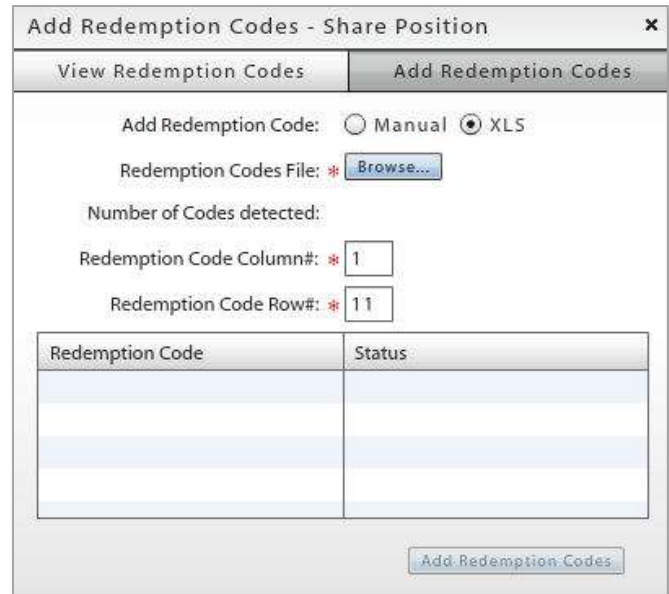 Add Redemption Codes - Share Position ×
View Redemption Codes Add Redemption Codes
Add Redemption Code: Manual XLS
Redemption Codes File: * Browse...
Number of Codes detected:
Redemption Code Column#: * 1
Redemption Code Row#: * 11
Redemption Code Status
Add Redemption Codes